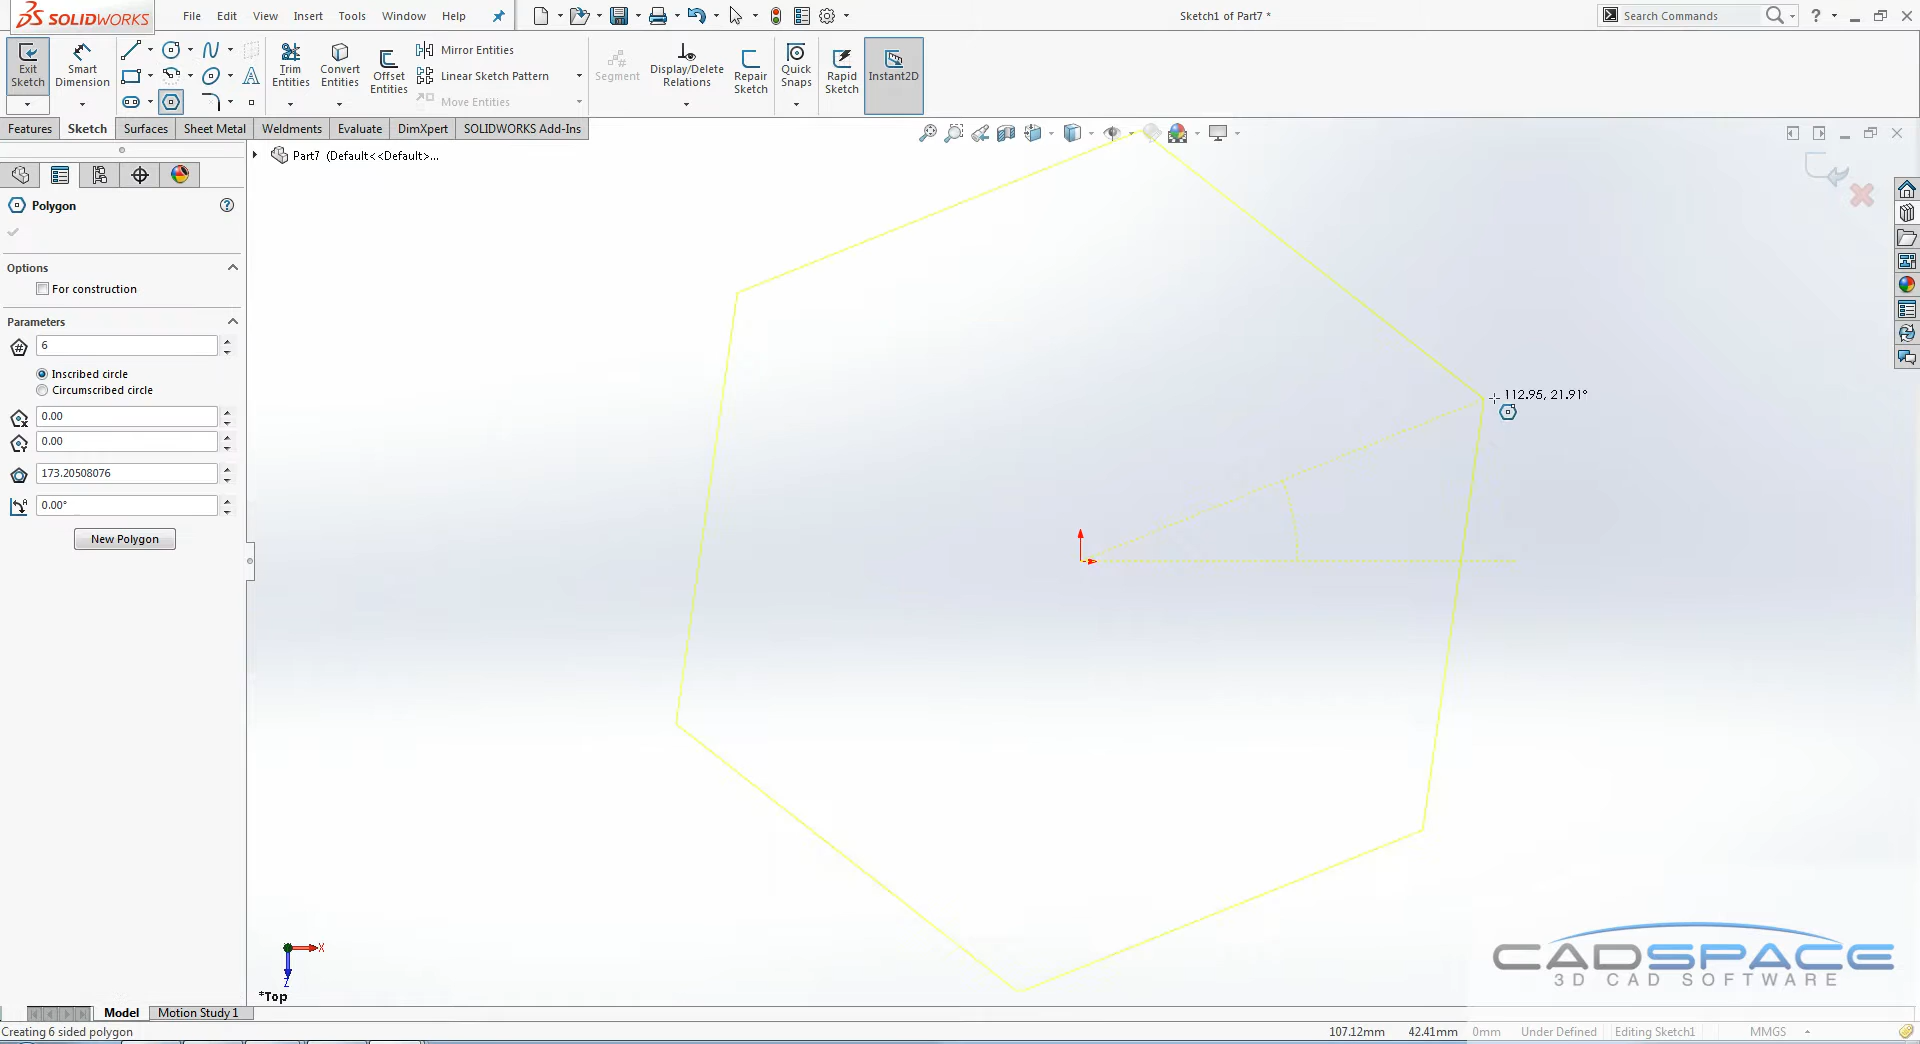 SOLIDWORKS
File Edit View Insert Tools Window Help
Sketch1 of Part7 *
Search Commands
Exit Sketch
Smart Dimension
Trim Entities
Convert Entities
Offset Entities
Mirror Entities
Linear Sketch Pattern
Move Entities
Segment
Display/Delete Relations
Repair Sketch
Quick Snaps
Rapid Sketch
Instant2D
Features Sketch Surfaces Sheet Metal Weldments Evaluate DimXpert SOLIDWORKS Add-Ins
Part7 (Default<<Default>...
Polygon
Options
For construction
Parameters
6
Inscribed circle
Circumscribed circle
0.00
0.00
173.20508076
0.00°
New Polygon
112.95, 21.91°
X
Z
*Top
CADSPACE
3D CAD SOFTWARE
Model Motion Study 1
Creating 6 sided polygon
107.12mm 42.41mm 0mm Under Defined Editing Sketch1 MMGS